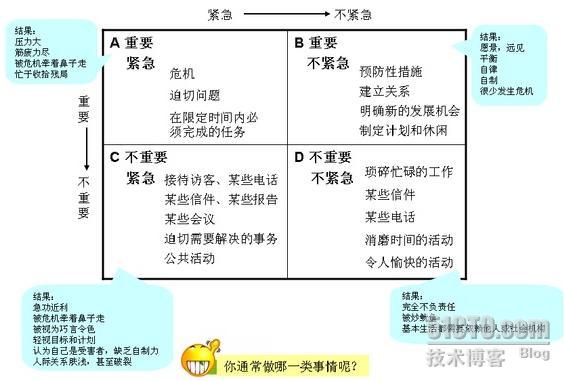 紧急 不紧急
结果：
压力大
筋疲力尽
被危机牵着鼻子走
忙于收拾残局
重要
不重要
A 重要
紧急
危机
迫切问题
在限定时间内必
须完成的任务
B 重要
不紧急
预防性措施
建立关系
明确新的发展机会
制定计划和休闲
结果：
愿景，远见
平衡
自律
自制
很少发生危机
C 不重要
紧急
接待访客、某些电话
某些信件、某些报告
某些会议
迫切需要解决的事务
公共活动
D 不重要
不紧急
琐碎忙碌的工作
某些信件
某些电话
消磨时间的活动
令人愉快的活动
结果：
急功近利
被危机牵着鼻子走
被视为巧言令色
轻视目标和计划
认为自己是受害者，缺乏自制力
人际关系肤浅，甚至破裂
结果：
完全不负责任
被炒鱿鱼
基本生活都需要依赖他人或社会机构
你通常做哪一类事情呢？
51CTO.com
技术博客 Blog